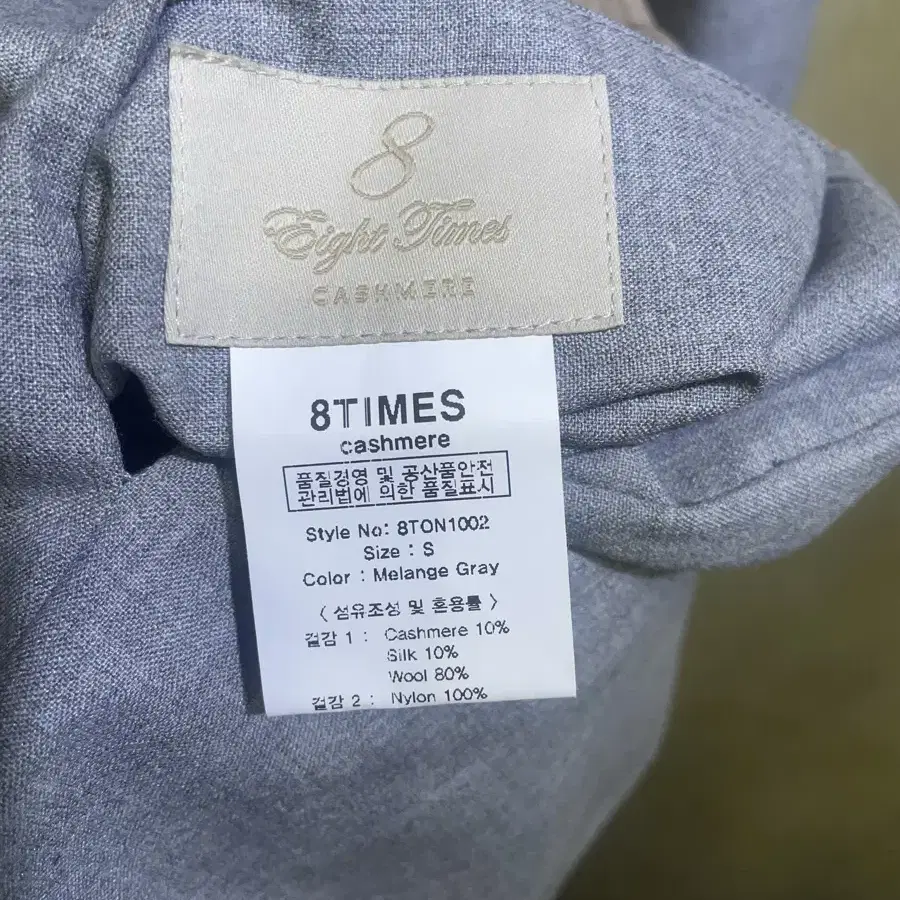 8
Eight Times
CASHMERE
8TIMES
cashmere
품질경영 및 공산품안전
관리법에 의한 품질표시
Style No: 8TON1002
Size : S
Color : Melange Gray
〈 섬유조성 및 혼용률 〉
겉감 1 : Cashmere 10%
Silk 10%
Wool 80%
겉감 2 : Nylon 100%